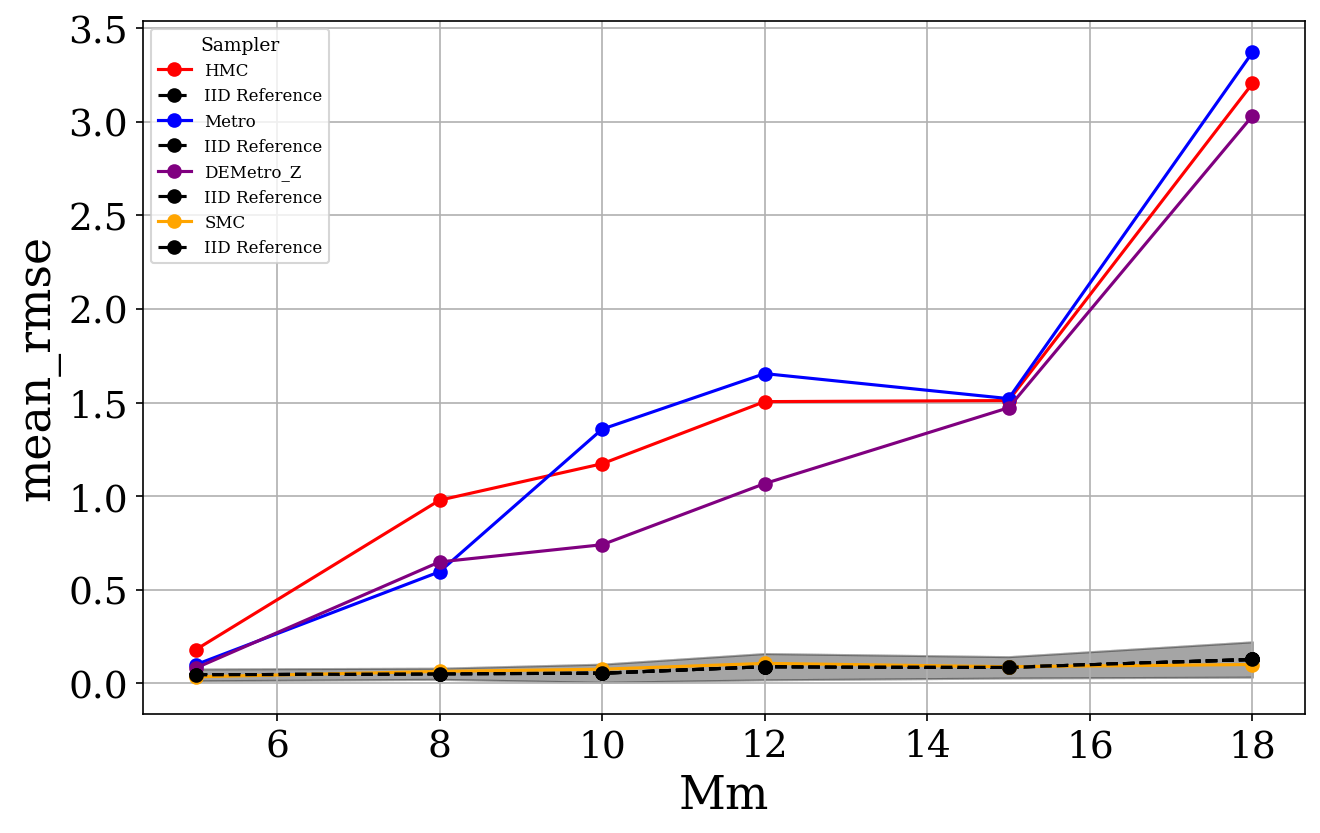 3.5
3.0
2.5
2.0
1.5
1.0
0.5
0.0
mean_rmse
Sampler
HMC
IID Reference
Metro
IID Reference
DEMetro_Z
IID Reference
SMC
IID Reference
6 8 10 12 14 16 18
Mm